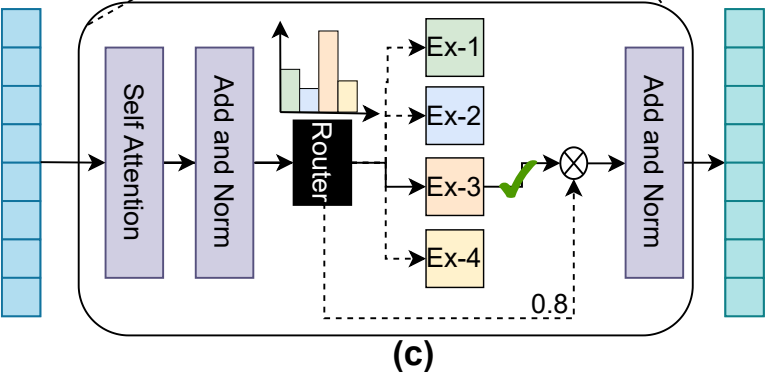 Self Attention
Add and Norm
Router
Ex-1
Ex-2
Ex-3
Ex-4
0.8
Add and Norm
(c)